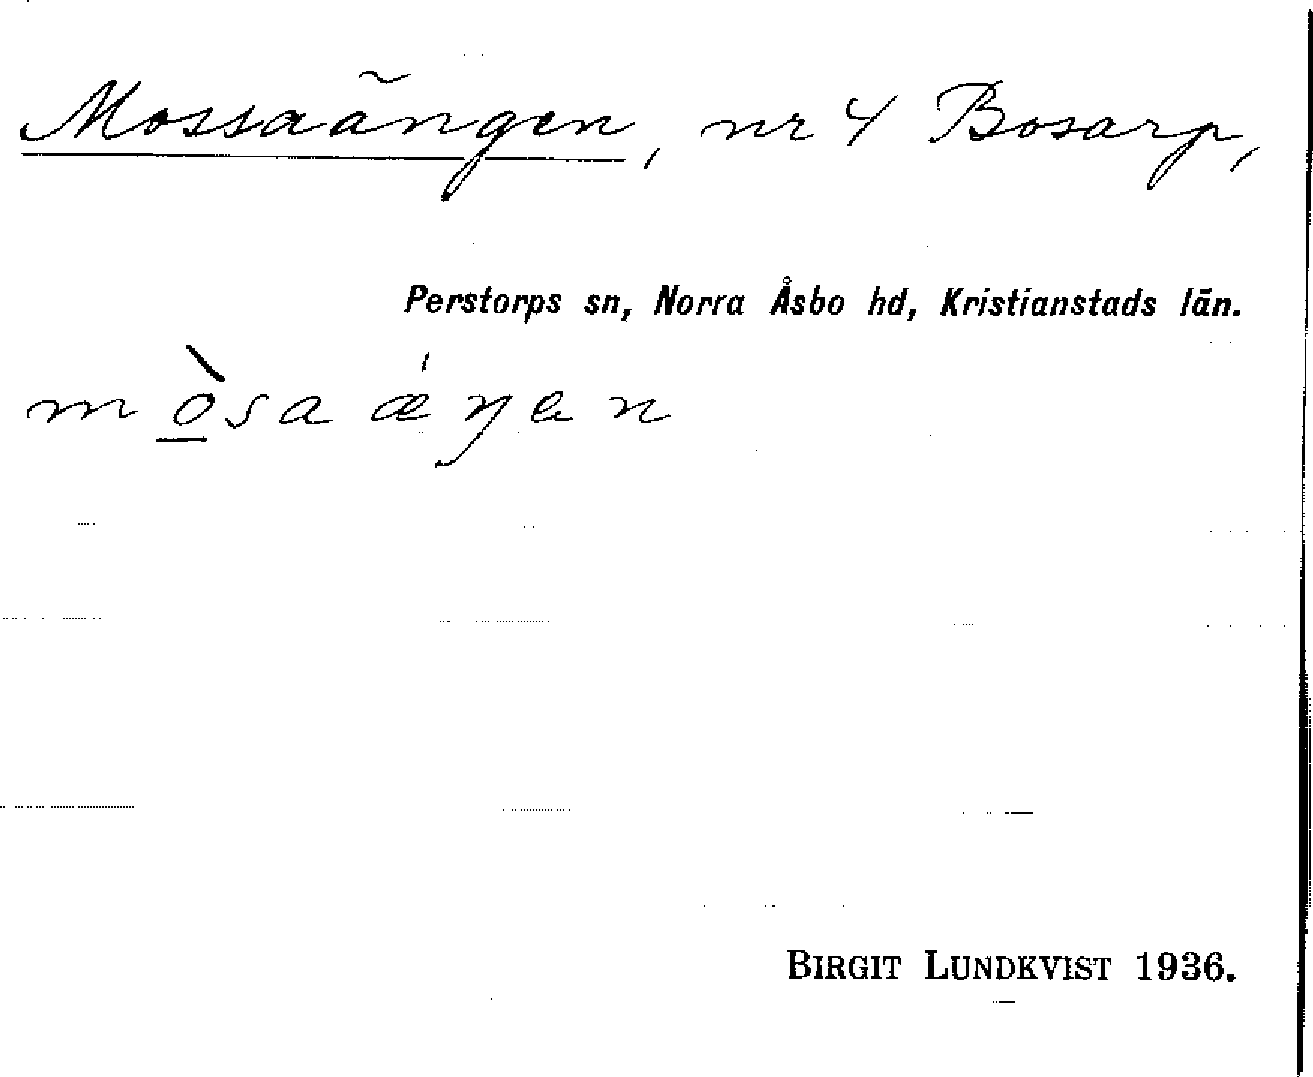 Mossaängen, nr 4 Bosarp,
Perstorps sn, Norra Åsbo hd, Kristianstads län.
mòsaǽŋen
BIRGIT LUNDKVIST 1936.